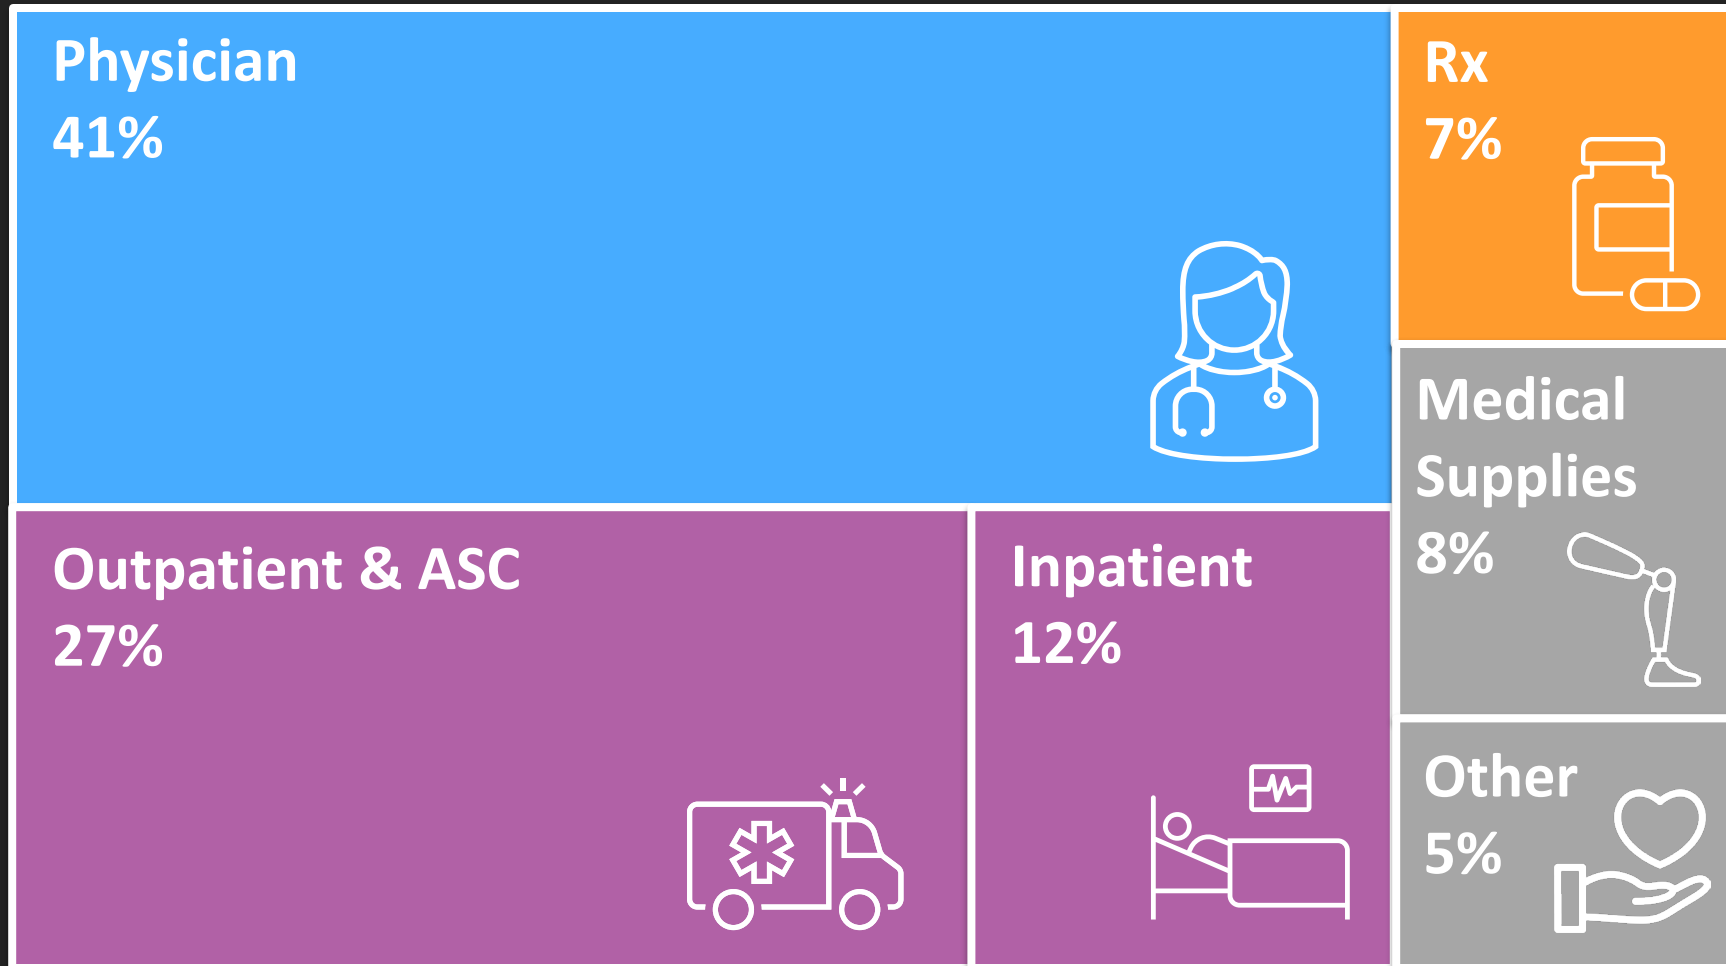 Physician
41%
Rx
7%
Medical
Supplies
8%
Outpatient & ASC
27%
Inpatient
12%
Other
5%